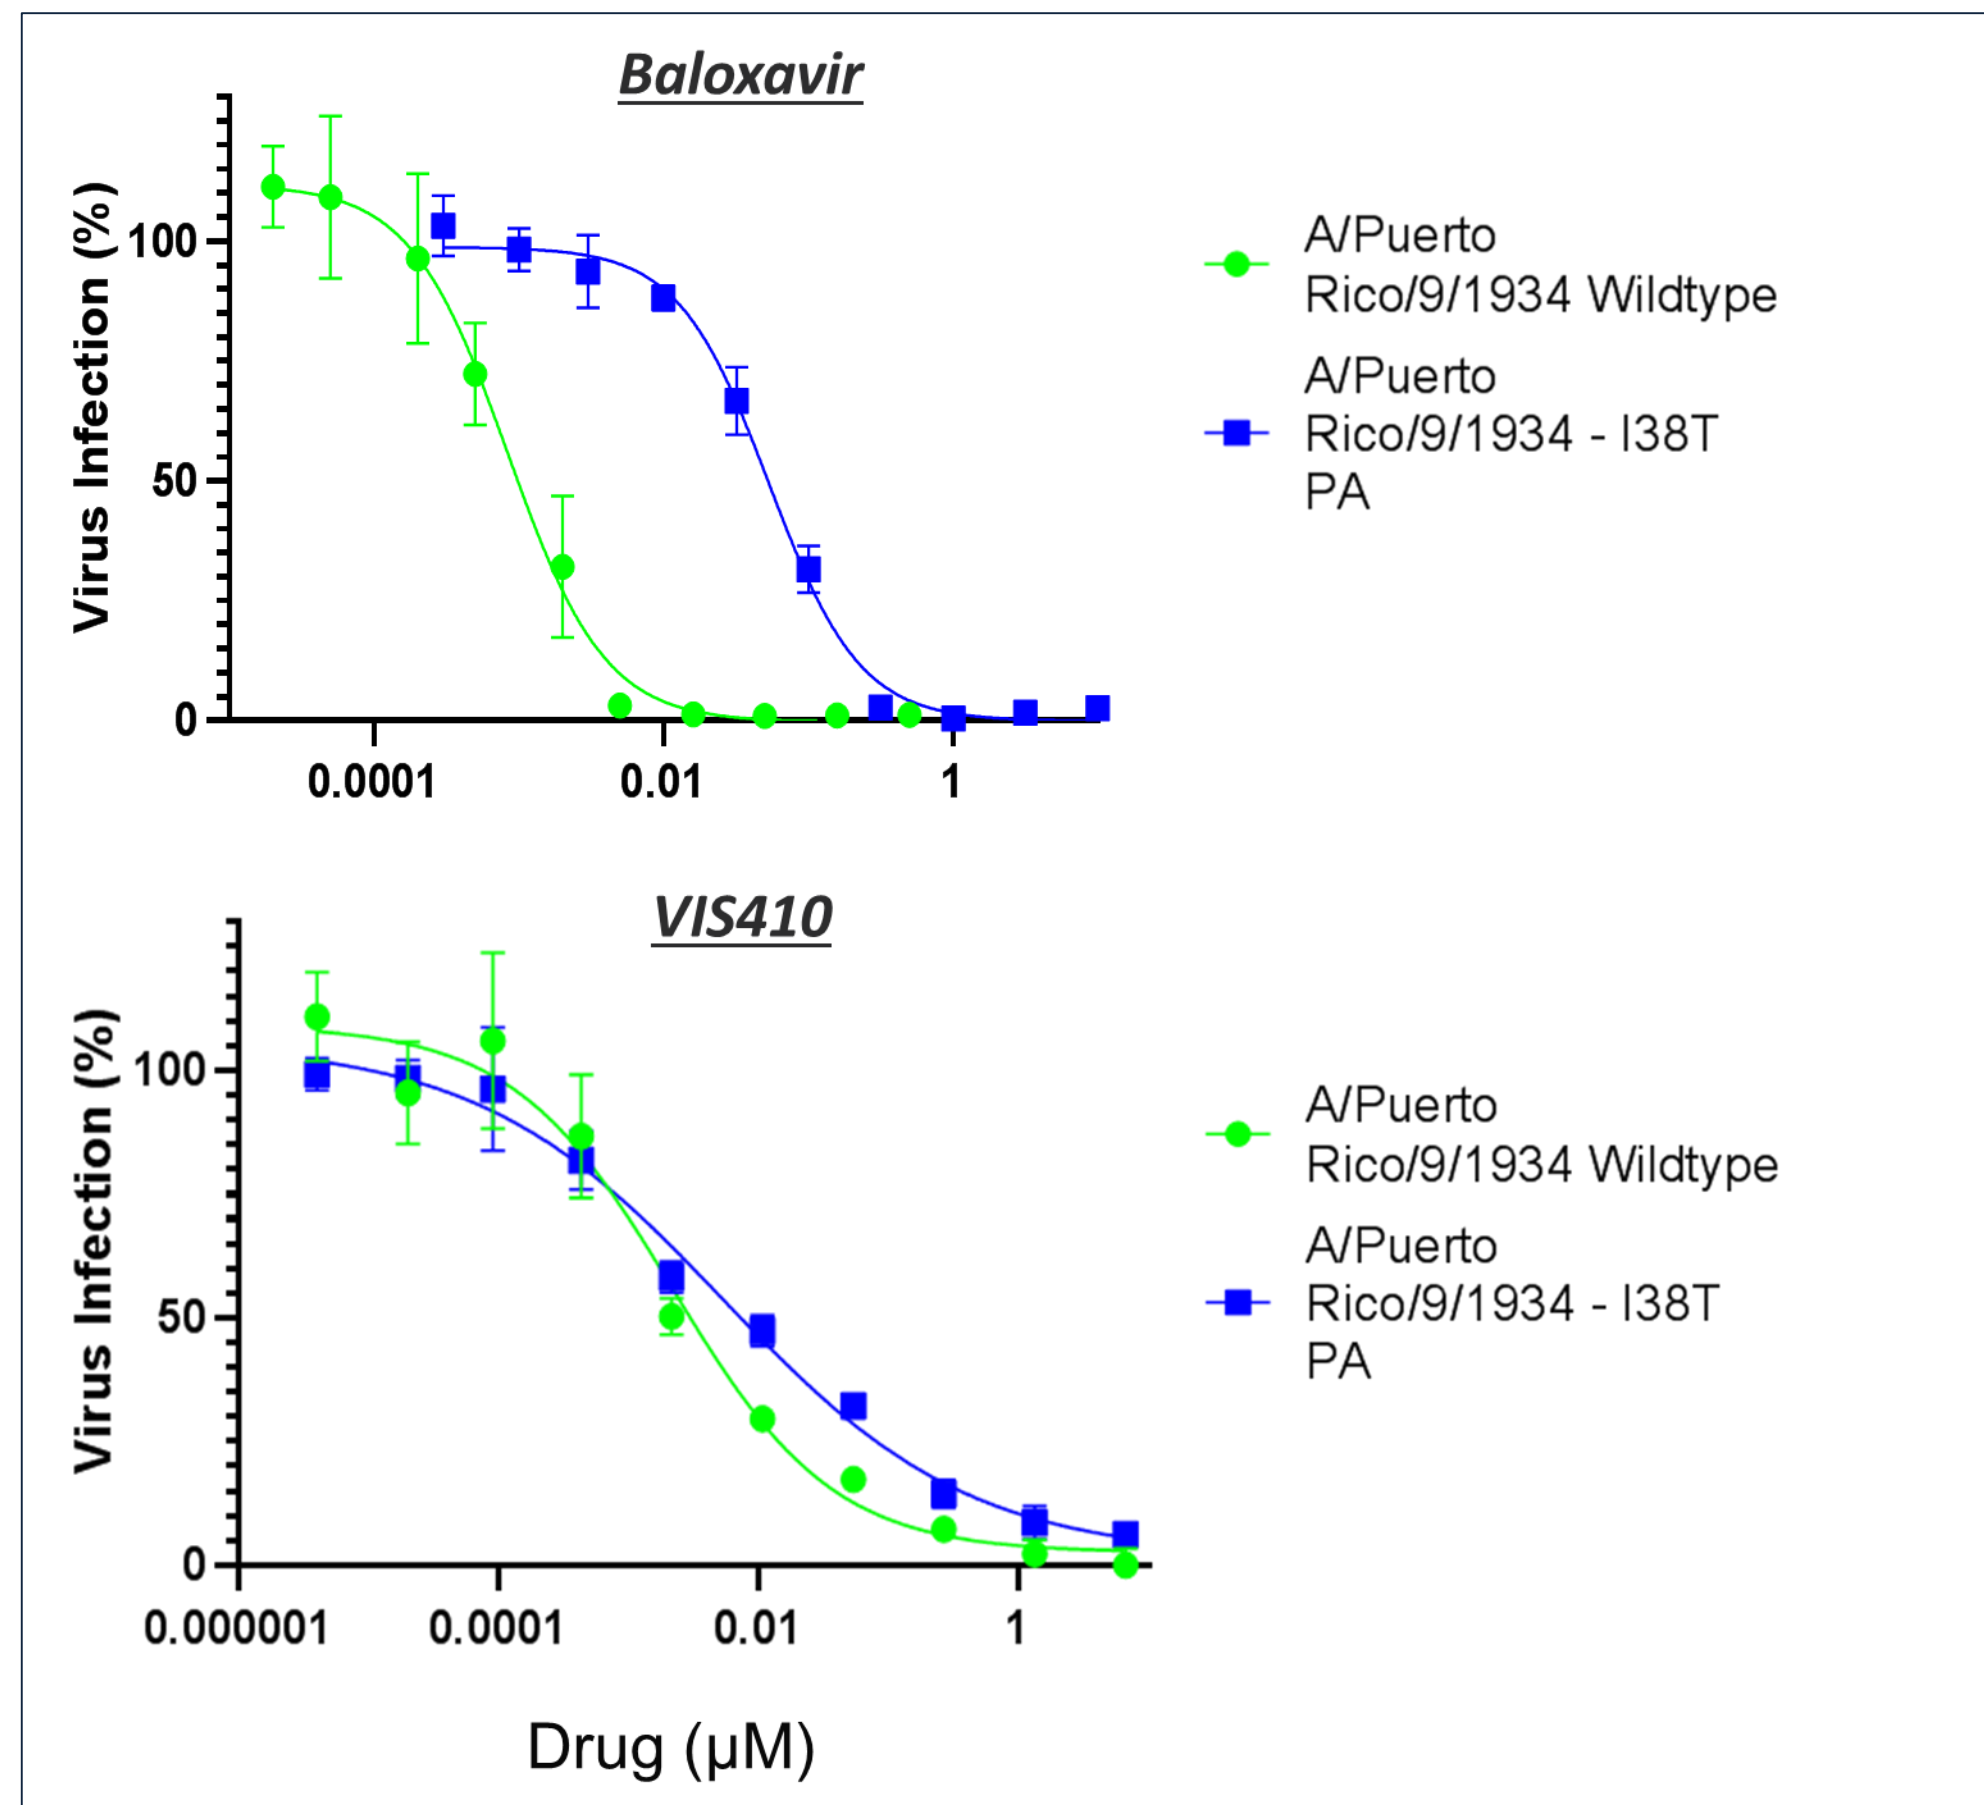 Baloxavir
Virus Infection (%)
100
50
0
0.0001
0.01
1
A/Puerto
Rico/9/1934 Wildtype
A/Puerto
Rico/9/1934 - I38T
PA
VIS410
Virus Infection (%)
100
50
0
0.000001
0.0001
0.01
1
A/Puerto
Rico/9/1934 Wildtype
A/Puerto
Rico/9/1934 - I38T
PA
Drug (μM)